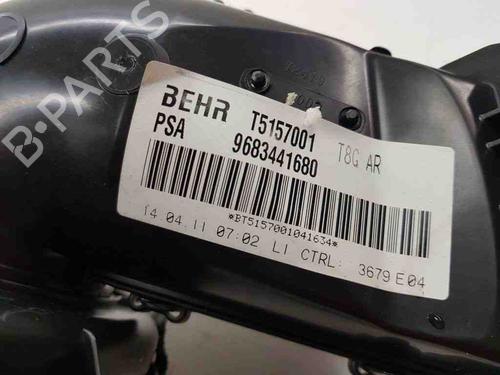 B-PARTS
BEHR T5157001 T8G AR
PSA 9683441680
*BT5157001041634*
14.04.11 07:02 LI CTRL: 3679 E04